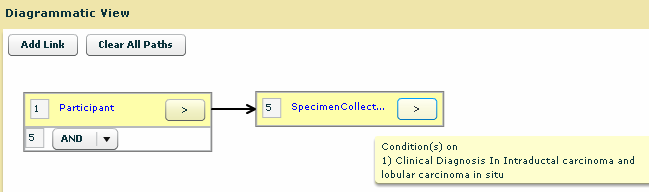 Diagrammatic View
Add Link Clear All Paths
1 Participant > 5 SpecimenCollect... >
5 AND
Condition(s) on
1) Clinical Diagnosis In Intraductal carcinoma and
lobular carcinoma in situ